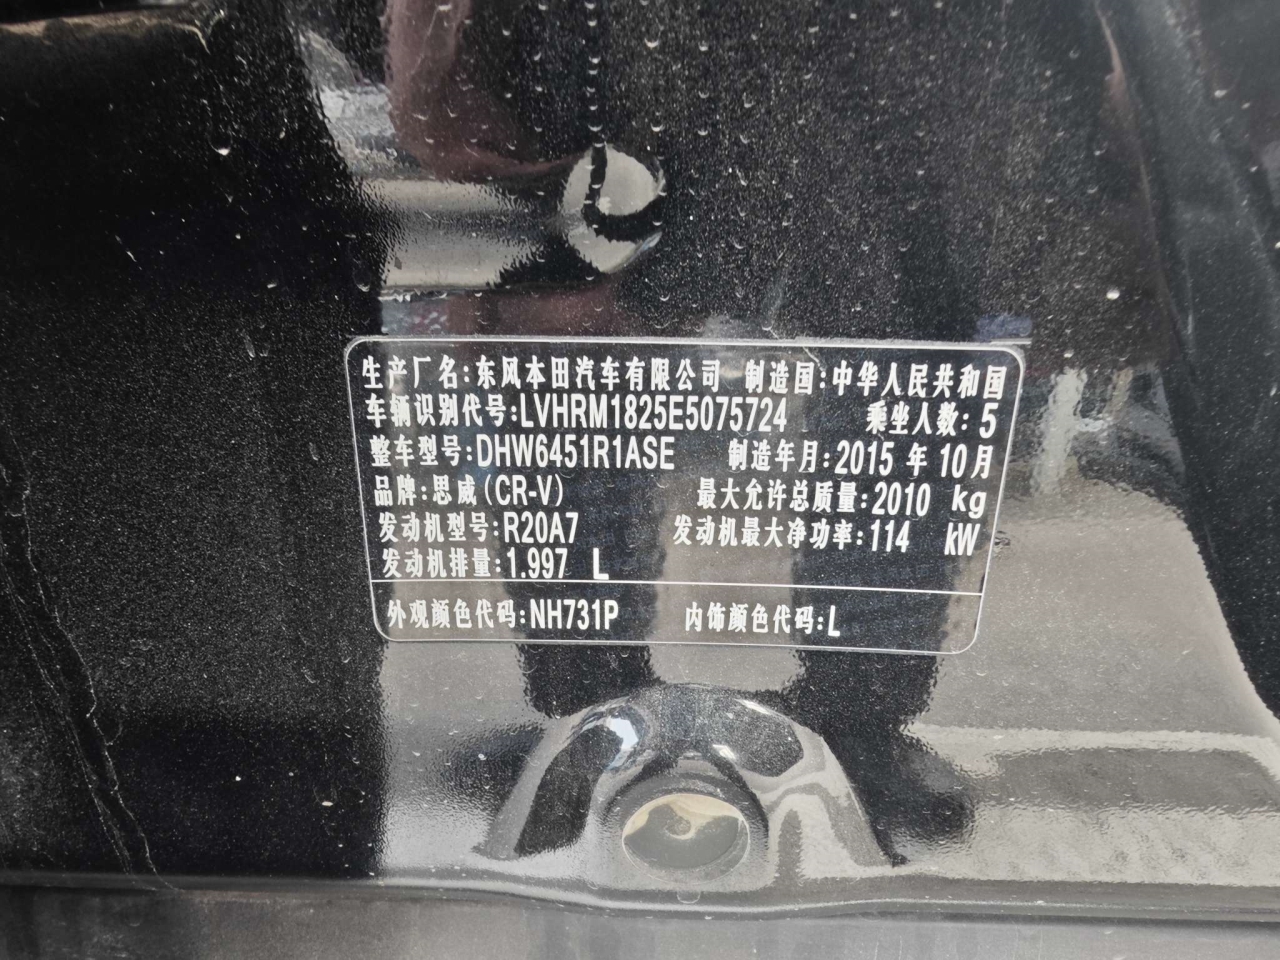 生产厂名:东风本田汽车有限公司 制造国:中华人民共和国
车辆识别代号:LVHRM1825E5075724 乘坐人数:5
整车型号:DHW6451R1ASE 制造年月:2015年10月
品牌:思威(CR-V) 最大允许总质量:2010 kg
发动机型号:R20A7 发动机最大净功率:114 kW
发动机排量:1.997 L
外观颜色代码:NH731P 内饰颜色代码:L